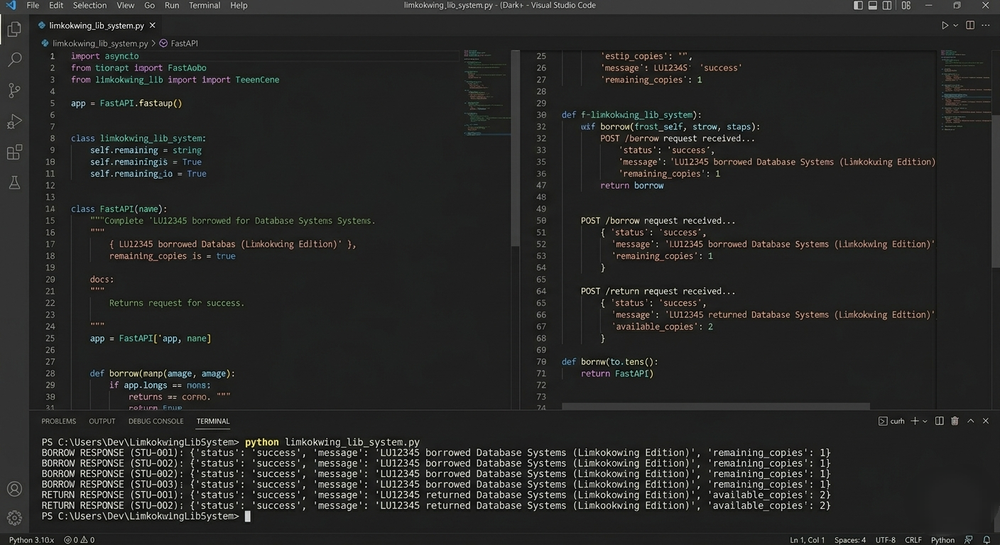 File Edit Selection View Go Run Terminal Help
limkokwing_lib_system.py - (Dark+ - Visual Studio Code
limkokwing_lib_system.py
limkokwing_lib_system.py > FastAPI
1 import asyncio
2 from tiorapt import FastAobo
3 from limkokwing_lib import import TeeenCene
4
5 app = FastAPI.fastaup()
6
7
8 class limkokwing_lib_system:
9 self.remaining = string
10 self.remainingis = True
11 self.remaining_io = True
12
13
14 class FastAPI(name):
15 """Complete 'LU12345 borrowed for Database Systems Systems.
16 """
17 { LU12345 borrowed Databas (Limkokwing Edition)' },
18 remaining_copies is = true
19
20 docs:
21 """
22 Returns request for success.
23
24 """
25 app = FastAPI['app, nane]
26
27
28 def borrow(manp(amage, amage):
29 if app.longs == nons:
30 returns ==
31
25 'estip_copies': "",
26 'message': LU12345' 'success'
27 'remaining_copies': 1
28
29
30 def f-limkokwing_lib_system):
31 borrow(frost_self, strow, staps):
32 POST /berrow request received...
33 'status': 'success',
35 'message': 'LU12345 borrowed Database Systems (Limkokwing Edition)
36 'remaining_copies': 1
47 return borrow
48
49
50 POST /borrow request received...
51 { 'status': 'success',
52 'message': 'LU12345 borrowed Database Systems (Limkokwing Edition)'
53 'remaining_copies': 1
64 }
65
64 POST /return request received...
65 { 'status': 'success',
66 'message': 'LU12345 returned Database Systems (Limkokwing Edition)'
67 'available_copies': 2
68 }
69
70 def bornw(to.tens():
71 return FastAPI)
72
73
74
PROBLEMS OUTPUT DEBUG CONSOLE TERMINAL
curh
PS C:\Users\Dev\LimkokwingLibSystem> python limkokwing_lib_system.py
BORROW RESPONSE (STU-001): {'status': 'success', 'message': 'LU12345 borrowed Database Systems (Limkokowing Edition)', 'remaining_copies': 1}
BORROW RESPONSE (STU-002): {'status': 'success', 'message': 'LU12345 borrowed Database Systems (Limkokwing Edition)', 'remaining_copies': 1}
BORROW RESPONSE (STU-002): {'status': 'success', 'message': 'LU12345 borrowed Database Systems (Limkokwing Edition)', 'remaining_copies': 1}
BORROW RESPONSE (STU-003): {'status': 'success', 'message': 'LU12345 borrowed Database Systems (Limkokwing Edition)', 'remaining_copies': 1}
RETURN RESPONSE (STU-001): {'status': 'success', 'message': 'LU12345 returned Database Systems (Limkokwing Edition)', 'available_copies': 2}
RETURN RESPONSE (STU-002): {'status': 'success', 'message': 'LU12345 returned Database Systems (Limkookwing Edition)', 'available_copies': 2}
PS C:\Users\Dev\LimkokwingLibSystem>
Python 3.10.x 0 0 Ln 1, Col 1 Spaces: 4 UTF-8 CRLF Python